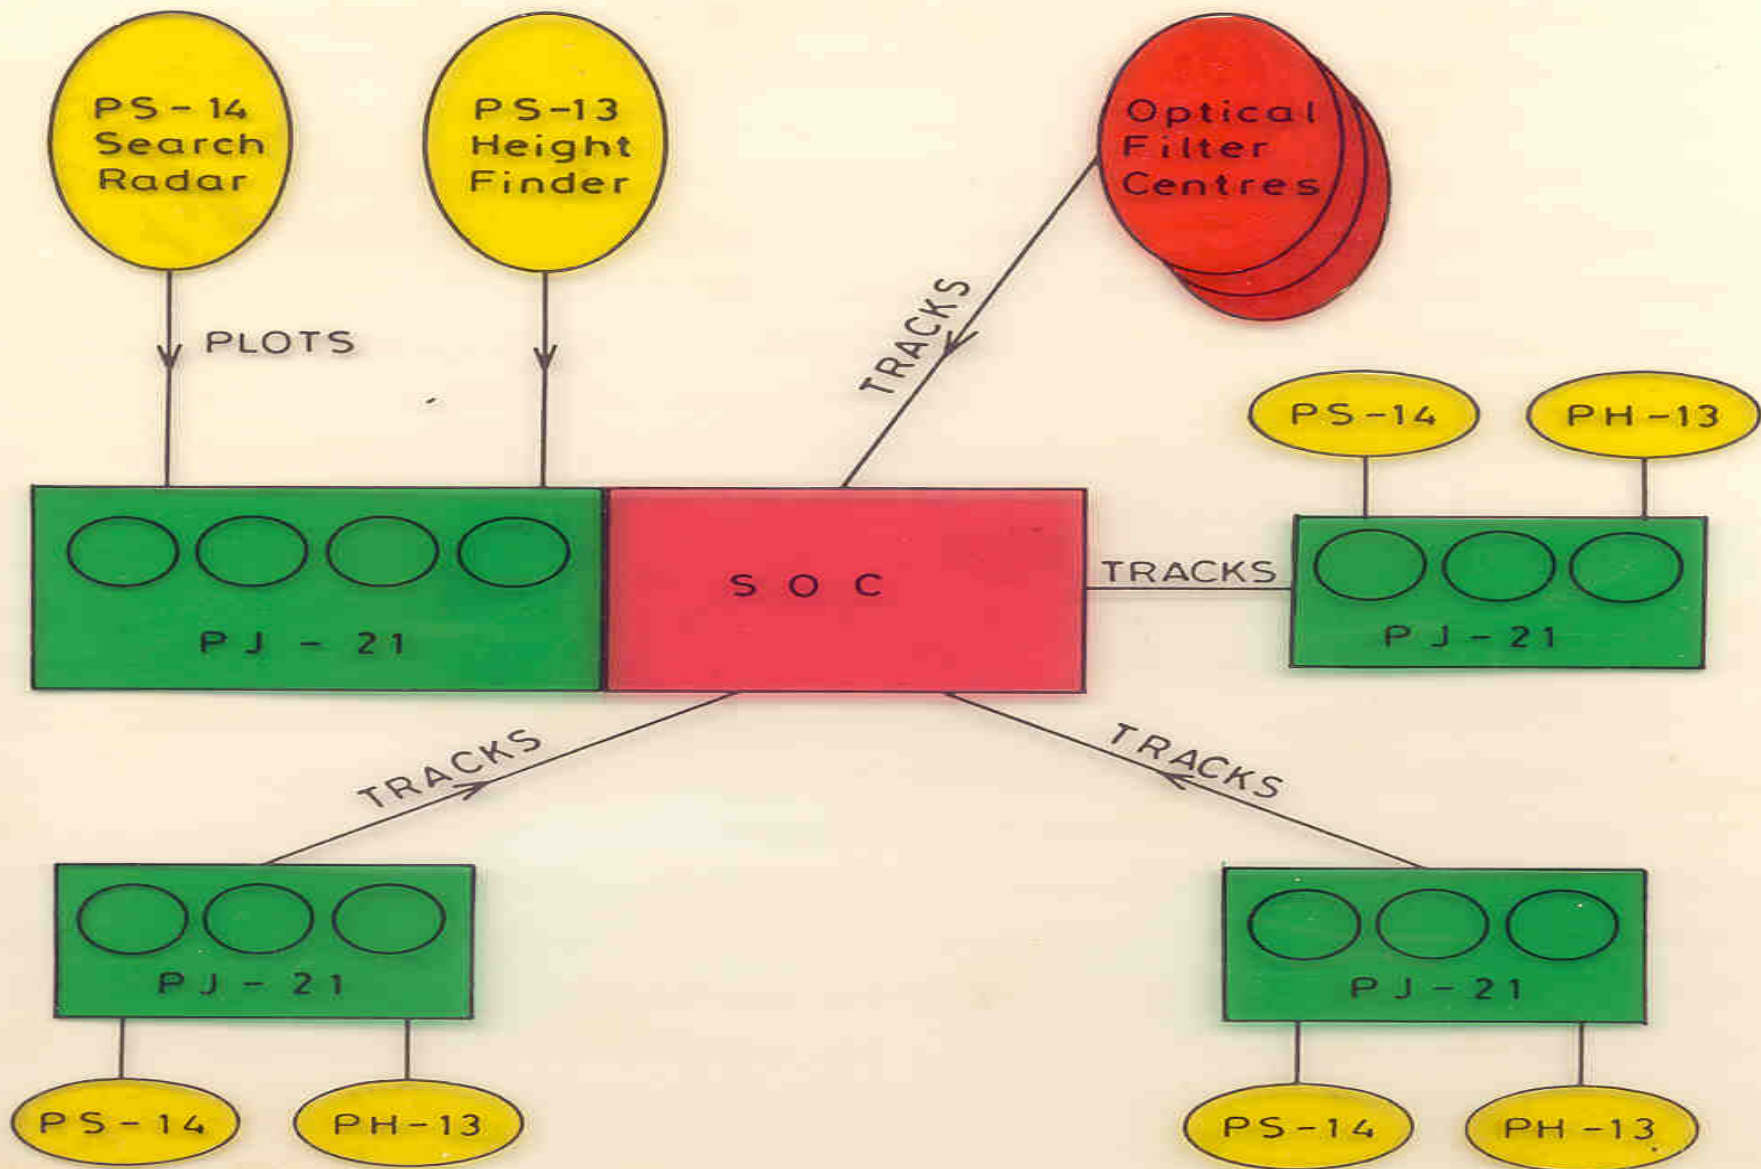 PS-14
Search
Radar
PS-13
Height
Finder
Optical
Filter
Centres
PLOTS
TRACKS
PS-14
PH-13
PJ-21
SOC
TRACKS
PJ-21
TRACKS
TRACKS
PJ-21
PJ-21
PS-14
PH-13
PS-14
PH-13